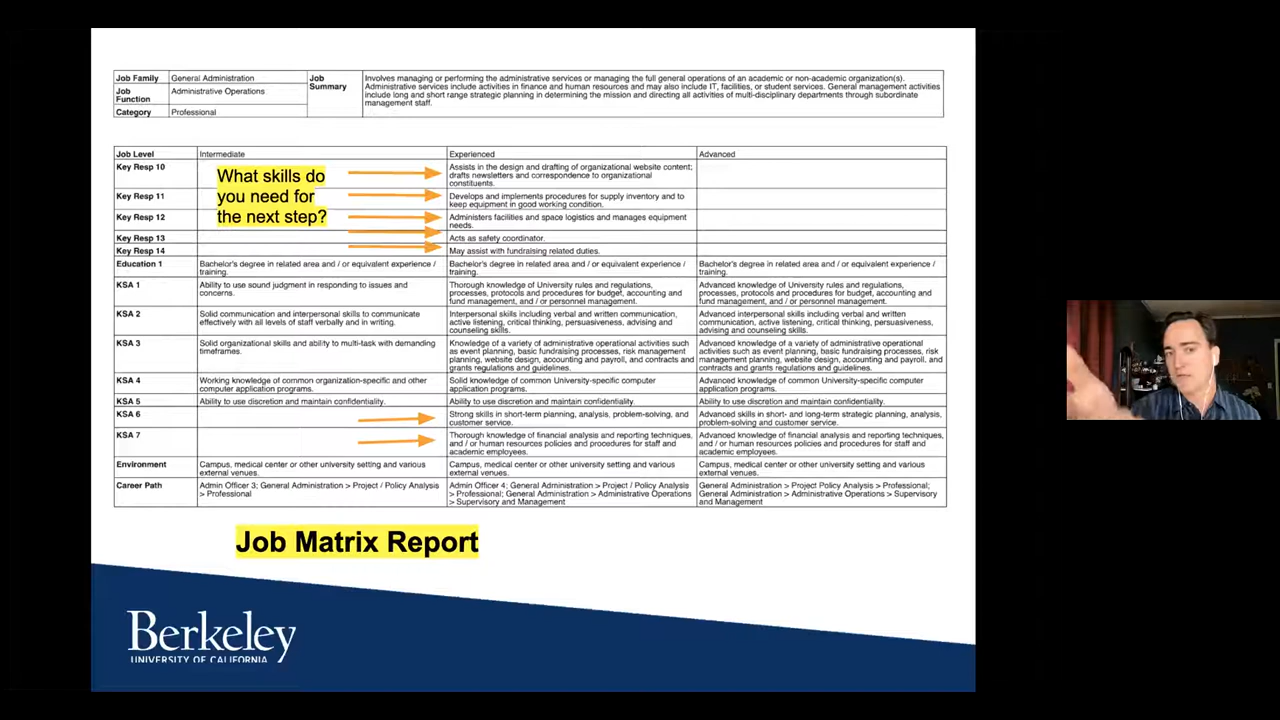 Job Family General Administration Job Summary Involves managing or performing the administrative services or managing the full general operations of an academic or non-academic organization(s).
Administrative services include activities in finance and human resources and may also include IT, facilities, or student services. General management activities
include long and short range strategic planning in determining the mission and directing all activities of multi-disciplinary departments through subordinate
management staff.
Job Function Administrative Operations
Category Professional
Job Level Intermediate Experienced Advanced
What skills do
you need for
the next step?
Key Resp 10 Assists in the design and drafting of organizational website content;
drafts newsletters and correspondence to organizational
constituents.
Key Resp 11 Develops and implements procedures for supply inventory and to
keep equipment in good working condition.
Key Resp 12 Administers facilities and space logistics and manages equipment
needs.
Key Resp 13 Acts as safety coordinator.
Key Resp 14 May assist with fundraising related duties.
Education 1 Bachelor's degree in related area and / or equivalent experience /
training.
Bachelor's degree in related area and / or equivalent experience /
training.
Bachelor's degree in related area and / or equivalent experience /
training.
KSA 1 Ability to use sound judgment in responding to issues and
concerns.
Thorough knowledge of University rules and regulations,
processes, protocols and procedures for budget, accounting and
fund management, and / or personnel management.
Advanced knowledge of University rules and regulations,
processes, protocols and procedures for budget, accounting and
fund management, and / or personnel management.
KSA 2 Solid communication and interpersonal skills to communicate
effectively with all levels of staff verbally and in writing.
Interpersonal skills including verbal and written communication,
active listening, critical thinking, persuasiveness, advising and
counseling skills.
Advanced interpersonal skills including verbal and written
communication, active listening, critical thinking, persuasiveness,
advising and counseling skills.
KSA 3 Solid organizational skills and ability to multi-task with demanding
timeframes.
Knowledge of a variety of administrative operational activities such
as event planning, basic fundraising processes, risk management
planning, website design, accounting and payroll, and contracts and
grants regulations and guidelines.
Advanced knowledge of a variety of administrative operational
activities such as event planning, basic fundraising processes, risk
management planning, website design, accounting and payroll, and
contracts and grants regulations and guidelines.
KSA 4 Working knowledge of common organization-specific and other
computer application programs.
Solid knowledge of common University-specific computer
application programs.
Advanced knowledge of common University-specific computer
application programs.
KSA 5 Ability to use discretion and maintain confidentiality. Ability to use discretion and maintain confidentiality. Ability to use discretion and maintain confidentiality.
KSA 6 Strong skills in short-term planning, analysis, problem-solving, and
customer service.
Advanced skills in short- and long-term strategic planning, analysis,
problem-solving and customer service.
KSA 7 Thorough knowledge of financial analysis and reporting techniques,
and / or human resources policies and procedures for staff and
academic employees.
Advanced knowledge of financial analysis and reporting techniques,
and / or human resources policies and procedures for staff and
academic employees.
Environment Campus, medical center or other university setting and various
external venues.
Campus, medical center or other university setting and various
external venues.
Campus, medical center or other university setting and various
external venues.
Career Path Admin Officer 3; General Administration > Project / Policy Analysis
> Professional
Admin Officer 4; General Administration > Project / Policy Analysis
> Professional; General Administration > Administrative Operations
> Supervisory and Management
General Administration > Project Policy Analysis > Professional;
General Administration > Administrative Operations > Supervisory
and Management
Job Matrix Report
Berkeley
UNIVERSITY OF CALIFORNIA